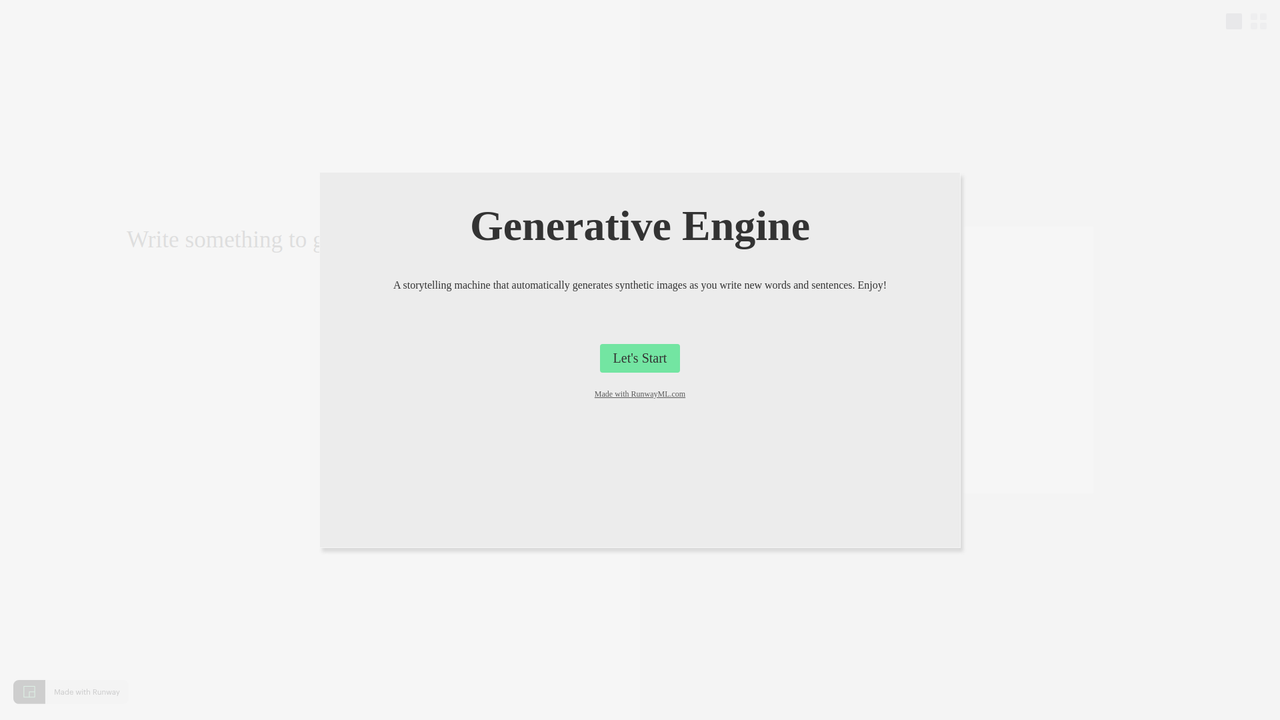 Generative Engine
Write something to g
A storytelling machine that automatically generates synthetic images as you write new words and sentences. Enjoy!
Let's Start
Made with RunwayML.com
Made with Runway